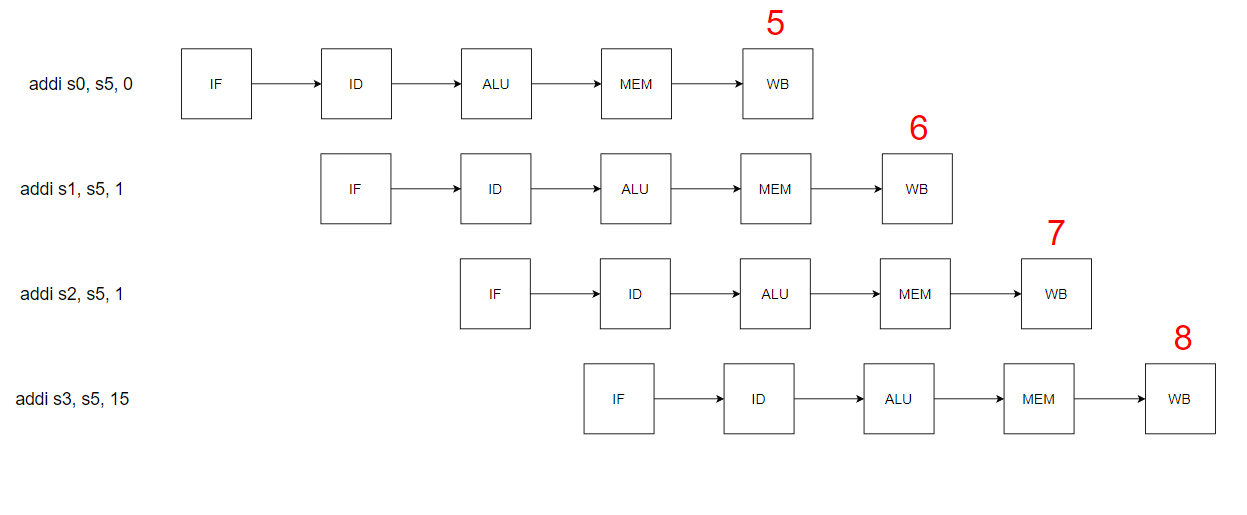 5
addi s0, s5, 0 IF ID ALU MEM WB
6
addi s1, s5, 1 IF ID ALU MEM WB
7
addi s2, s5, 1 IF ID ALU MEM WB
8
addi s3, s5, 15 IF ID ALU MEM WB